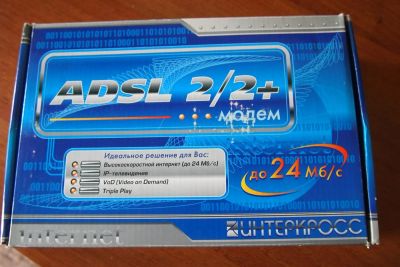 ADSL 2/2+
модем
Идеальное решение для Вас:
Высокоскоростной интернет (до 24 Мб/с)
IP-телевидение
VoD (Video on Demand)
Triple Play
до 24 Мб/с
Internet
ИНТЕРКРОСС